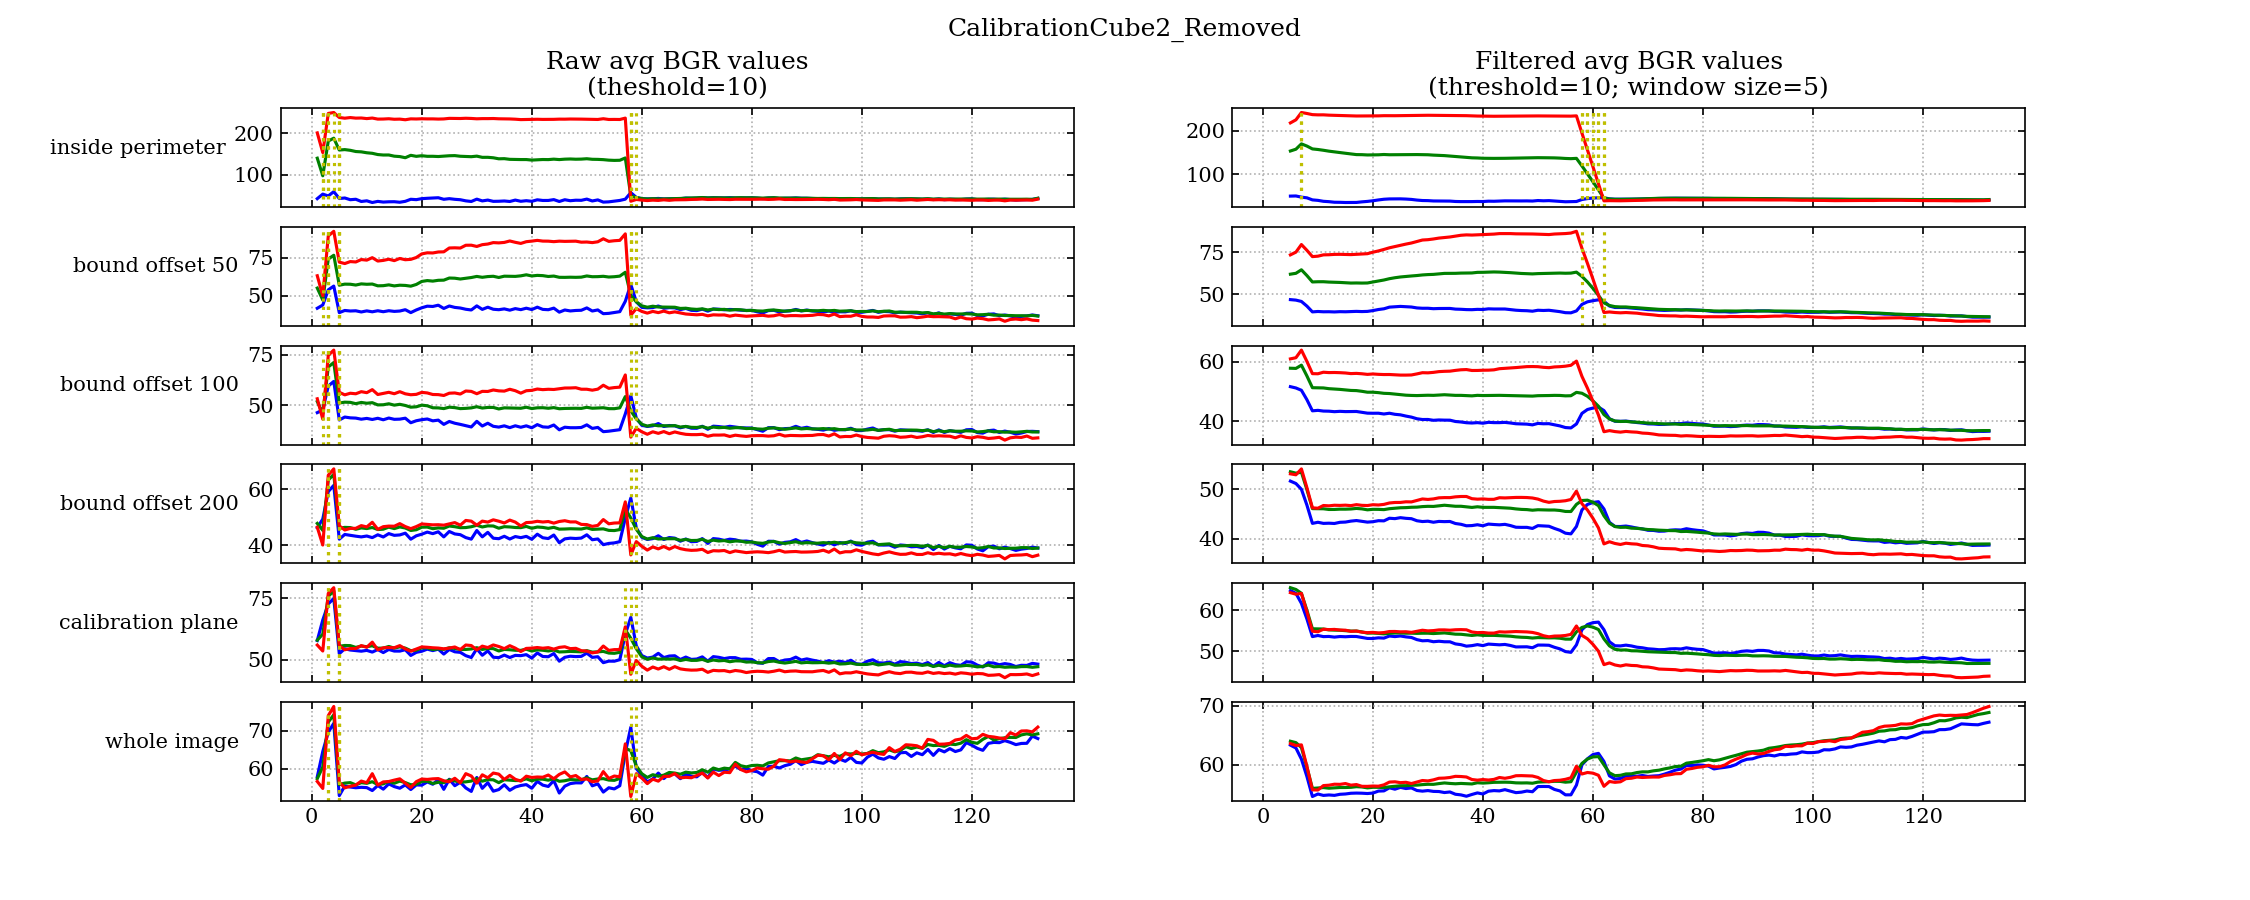 CalibrationCube2_Removed
Raw avg BGR values
(theshold=10)
Filtered avg BGR values
(threshold=10; window size=5)
inside perimeter
200
100
200
100
bound offset 50
75
50
75
50
bound offset 100
75
50
60
40
bound offset 200
60
40
50
40
calibration plane
75
50
60
50
whole image
70
60
70
60
0 20 40 60 80 100 120
0 20 40 60 80 100 120